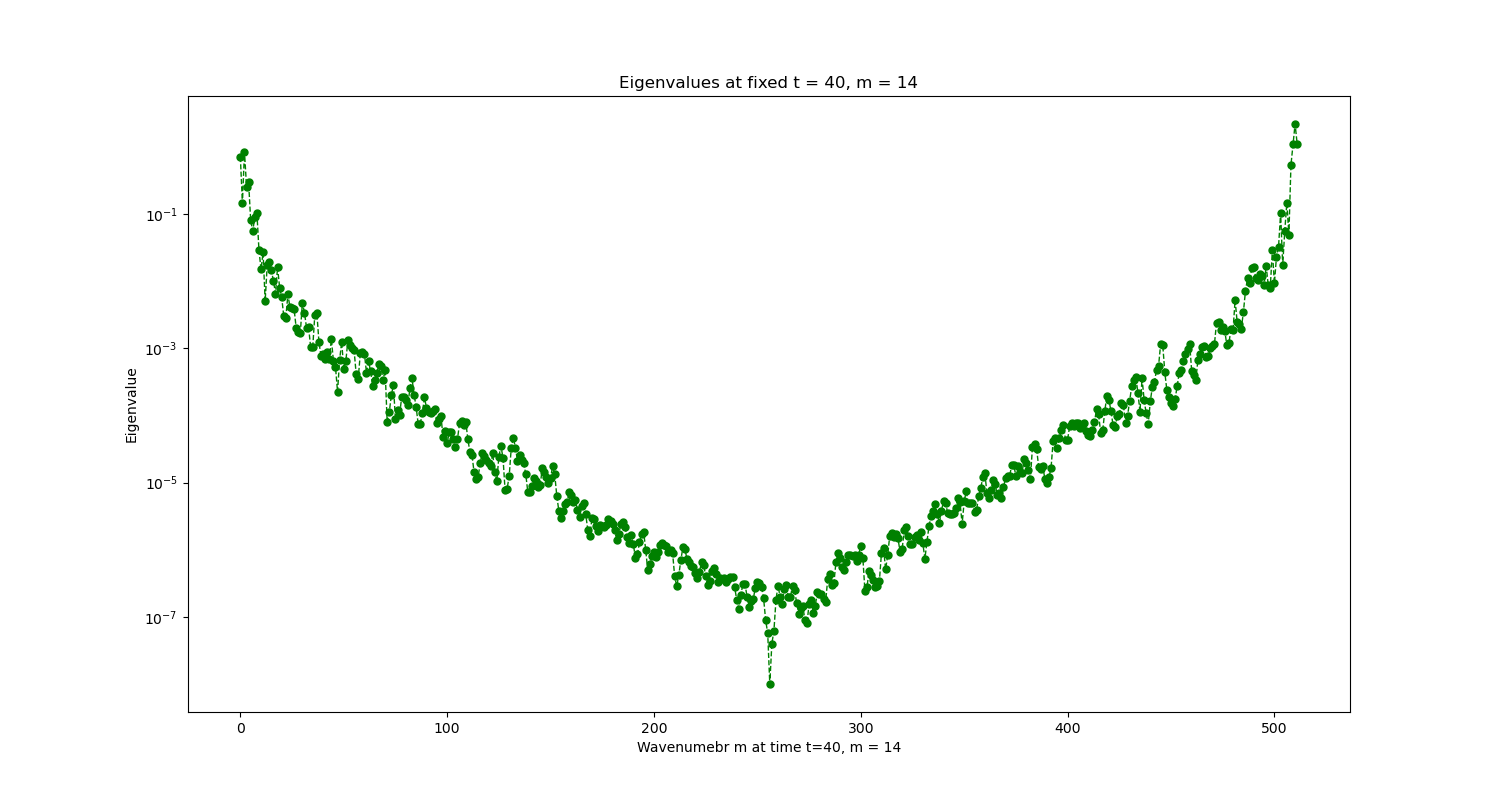 Eigenvalues at fixed t = 40, m = 14
Eigenvalue
10⁻¹
10⁻³
10⁻⁵
10⁻⁷
0 100 200 300 400 500
Wavenumebr m at time t=40, m = 14